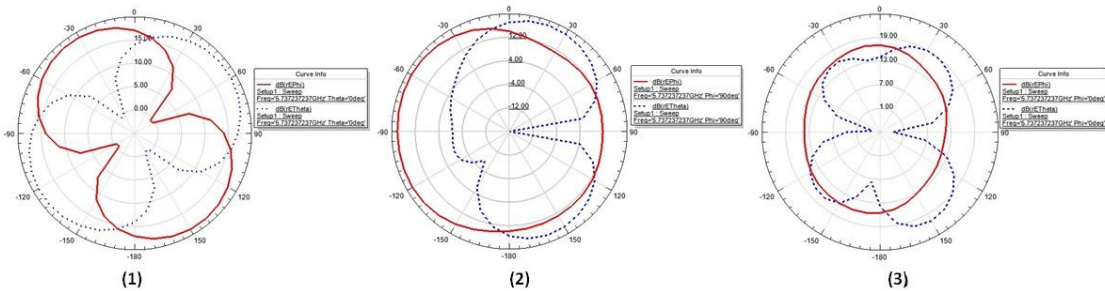 0
-30
30
-60
60
-90
90
-120
120
-150
150
-180
15.00
10.00
5.00
0.00
Curve Info
dB(rEPhi)
Setup1 : Sweep
Freq='5.737237237GHz' Theta='0deg'
dB(rETheta)
Setup1 : Sweep
Freq='5.737237237GHz' Theta='0deg'
(1)
0
-30
30
-60
60
-90
90
-120
120
-150
150
-180
12.00
4.00
-4.00
-12.00
Curve Info
dB(rEPhi)
Setup1 : Sweep
Freq='5.737237237GHz' Phi='90deg'
dB(rETheta)
Setup1 : Sweep
Freq='5.737237237GHz' Phi='90deg'
(2)
0
-30
30
-60
60
-90
90
-120
120
-150
150
-180
19.00
13.00
7.00
1.00
Curve Info
dB(rEPhi)
Setup1 : Sweep
Freq='5.737237237GHz' Phi='0deg'
dB(rETheta)
Setup1 : Sweep
Freq='5.737237237GHz' Phi='0deg'
(3)